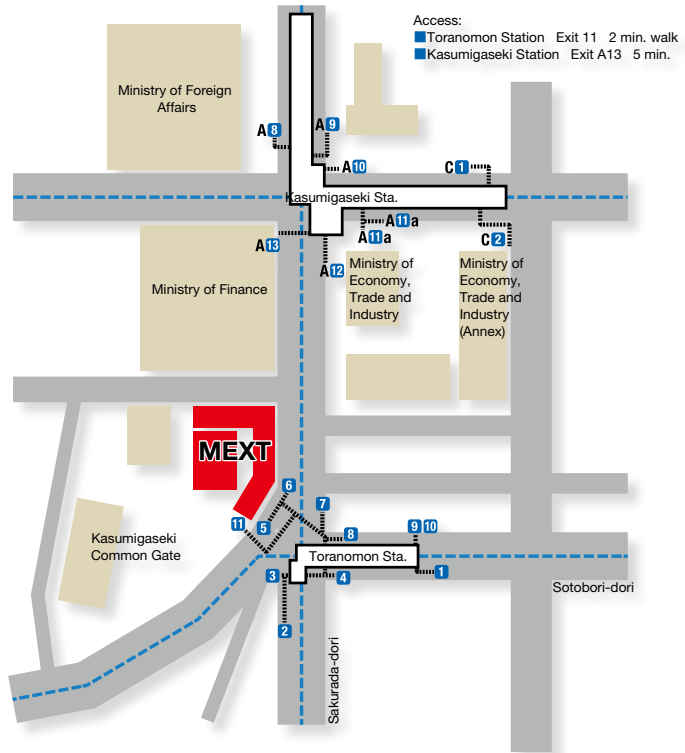 Access:
Toranomon Station Exit 11 2 min. walk
Kasumigaseki Station Exit A13 5 min.
Ministry of Foreign
Affairs
A8
A9
A10
C1
Kasumigaseki Sta.
A11a
A11a
A13
A12
C2
Ministry of Finance
Ministry of
Economy,
Trade and
Industry
Ministry of
Economy,
Trade and
Industry
(Annex)
MEXT
6
7
11
5
8
9 10
Kasumigaseki
Common Gate
Toranomon Sta.
3
4
1
Sotobori-dori
2
Sakurada-dori